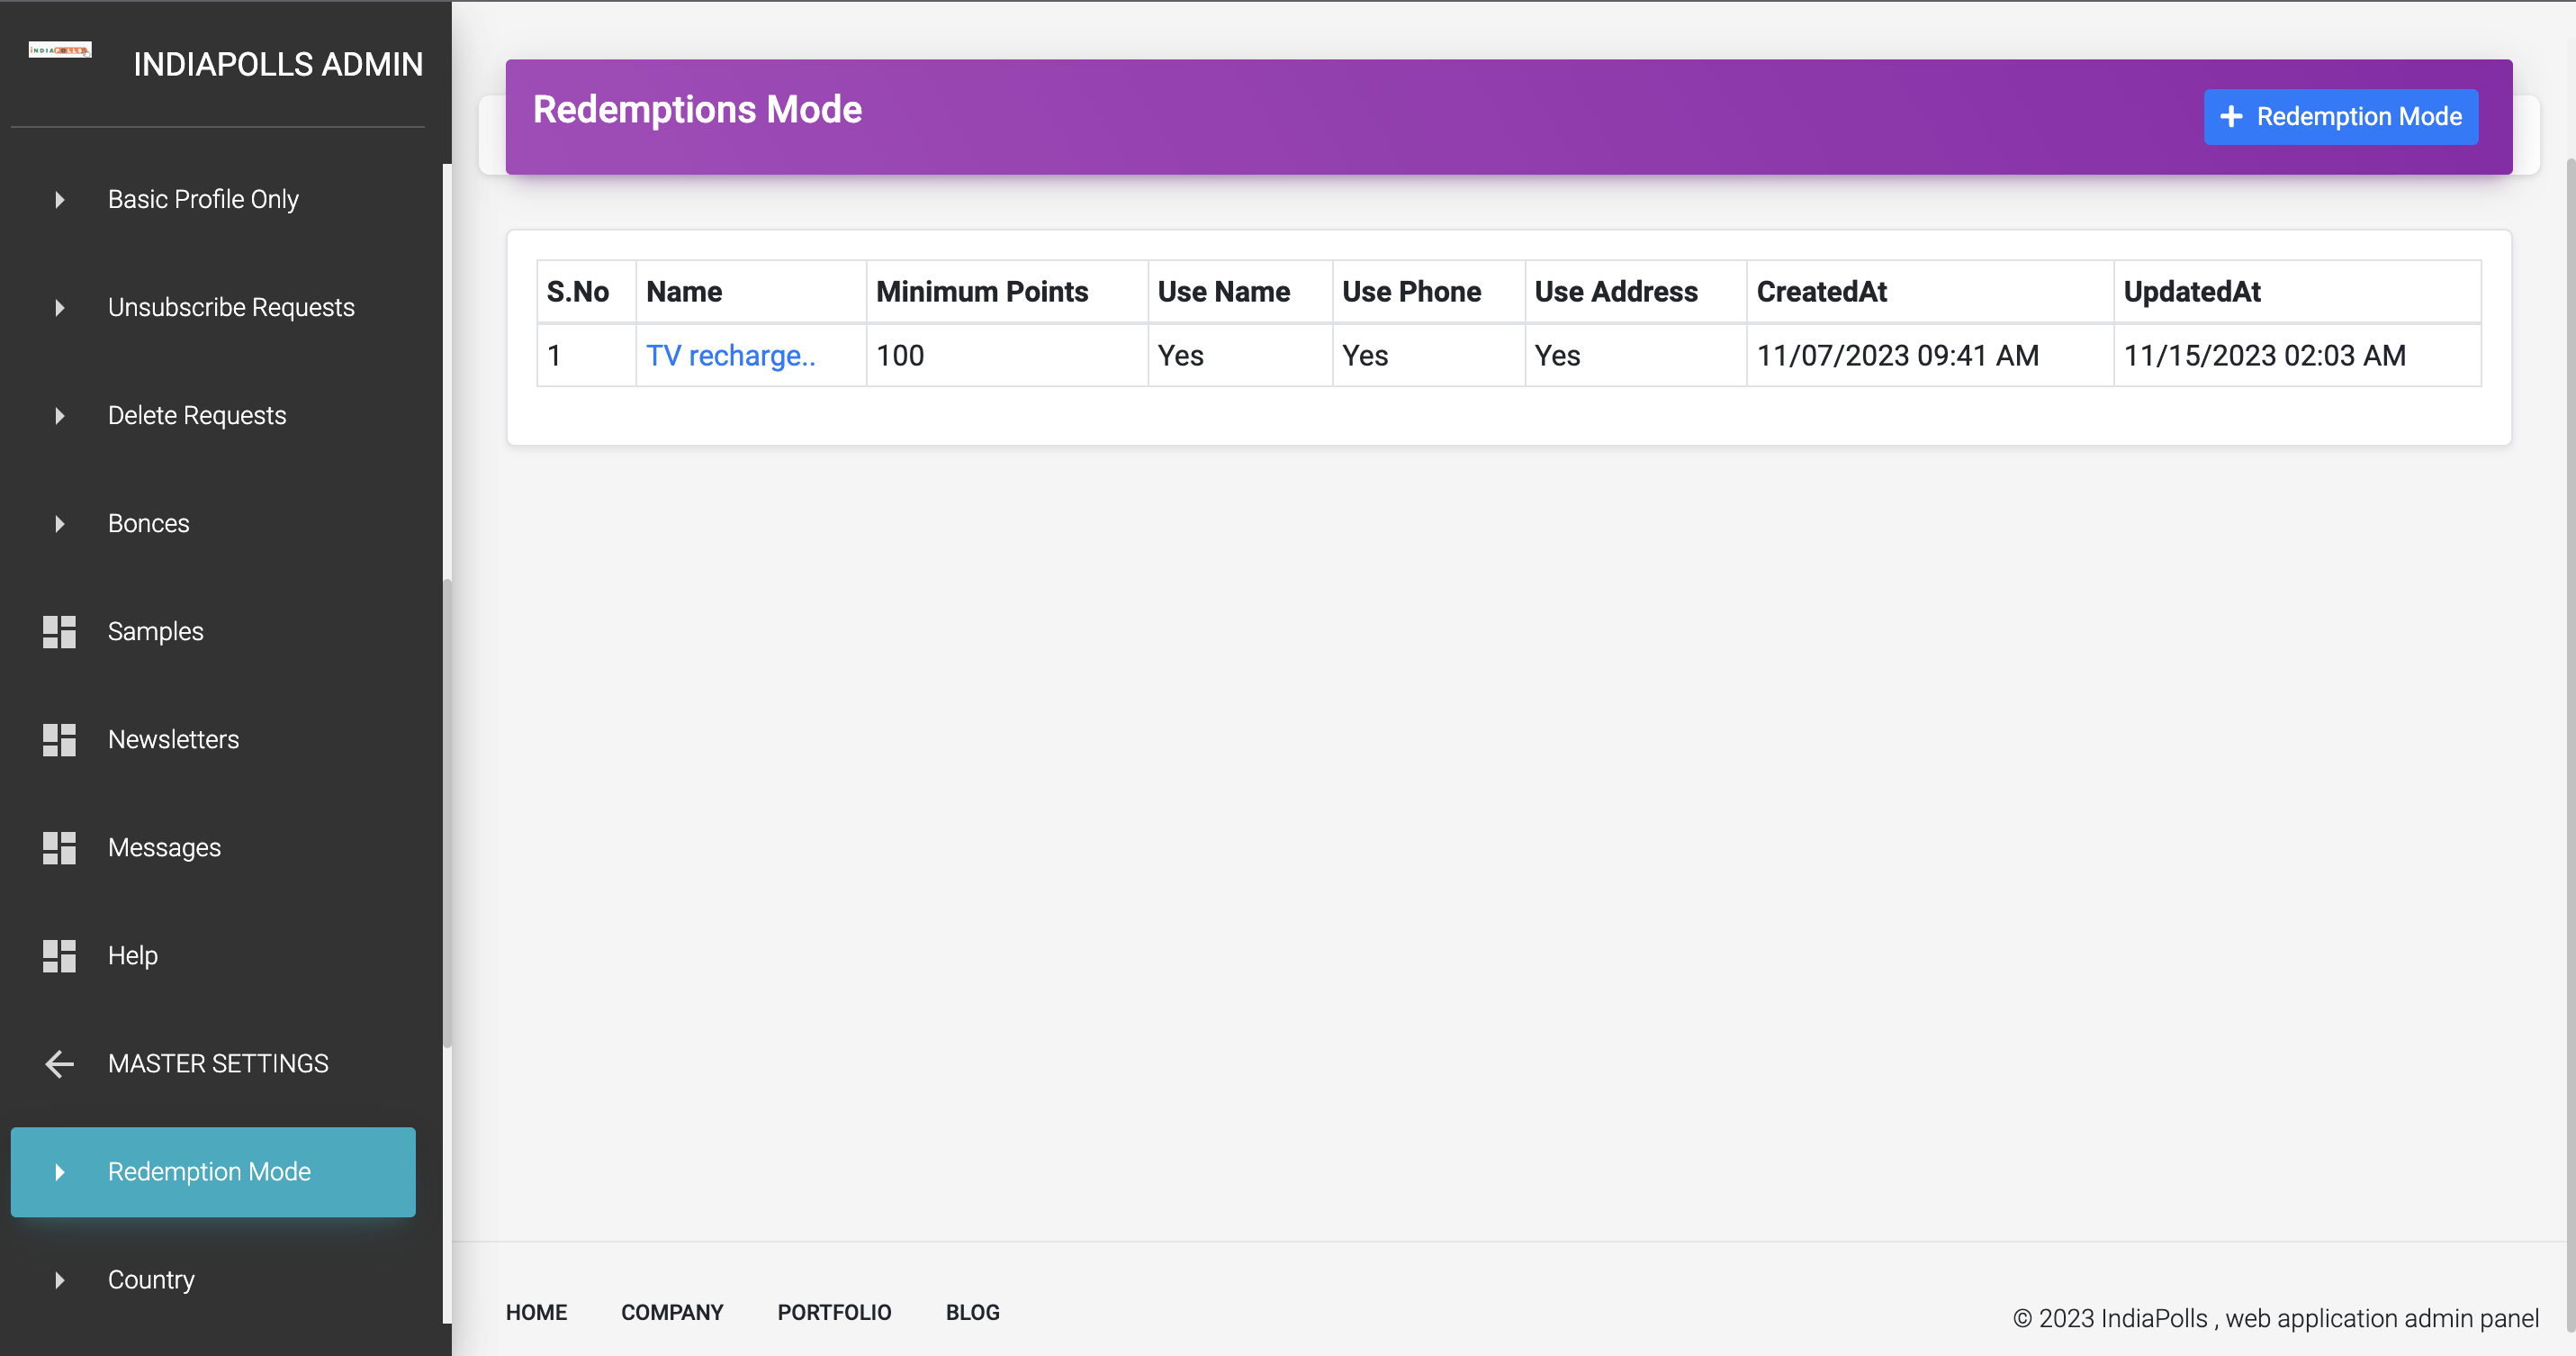 INDIAPOLLS
INDIAPOLLS ADMIN
Basic Profile Only
Unsubscribe Requests
Delete Requests
Bonces
Samples
Newsletters
Messages
Help
MASTER SETTINGS
Redemption Mode
Country
Redemptions Mode
+ Redemption Mode
S.No Name Minimum Points Use Name Use Phone Use Address CreatedAt UpdatedAt
1 TV recharge.. 100 Yes Yes Yes 11/07/2023 09:41 AM 11/15/2023 02:03 AM
HOME COMPANY PORTFOLIO BLOG
© 2023 IndiaPolls , web application admin panel